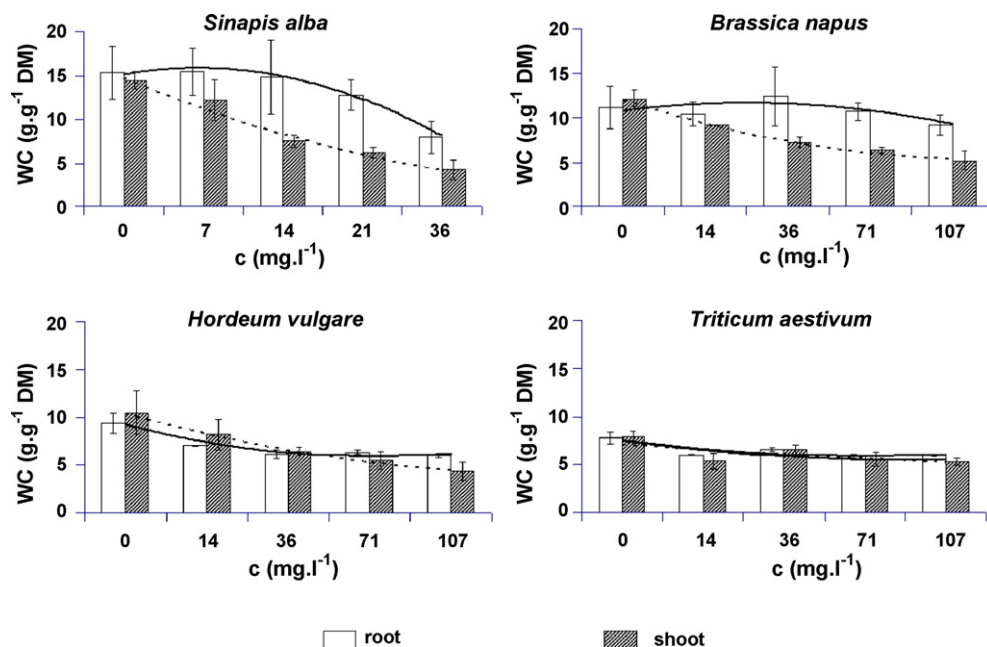 Sinapis alba
20
15
10
5
0
WC (g.g⁻¹ DM)
0 7 14 21 36
c (mg.l⁻¹)
Brassica napus
20
15
10
5
0
WC (g.g⁻¹ DM)
0 14 36 71 107
c (mg.l⁻¹)
Hordeum vulgare
20
15
10
5
0
WC (g.g⁻¹ DM)
0 14 36 71 107
c (mg.l⁻¹)
Triticum aestivum
20
15
10
5
0
WC (g.g⁻¹ DM)
0 14 36 71 107
c (mg.l⁻¹)
root shoot